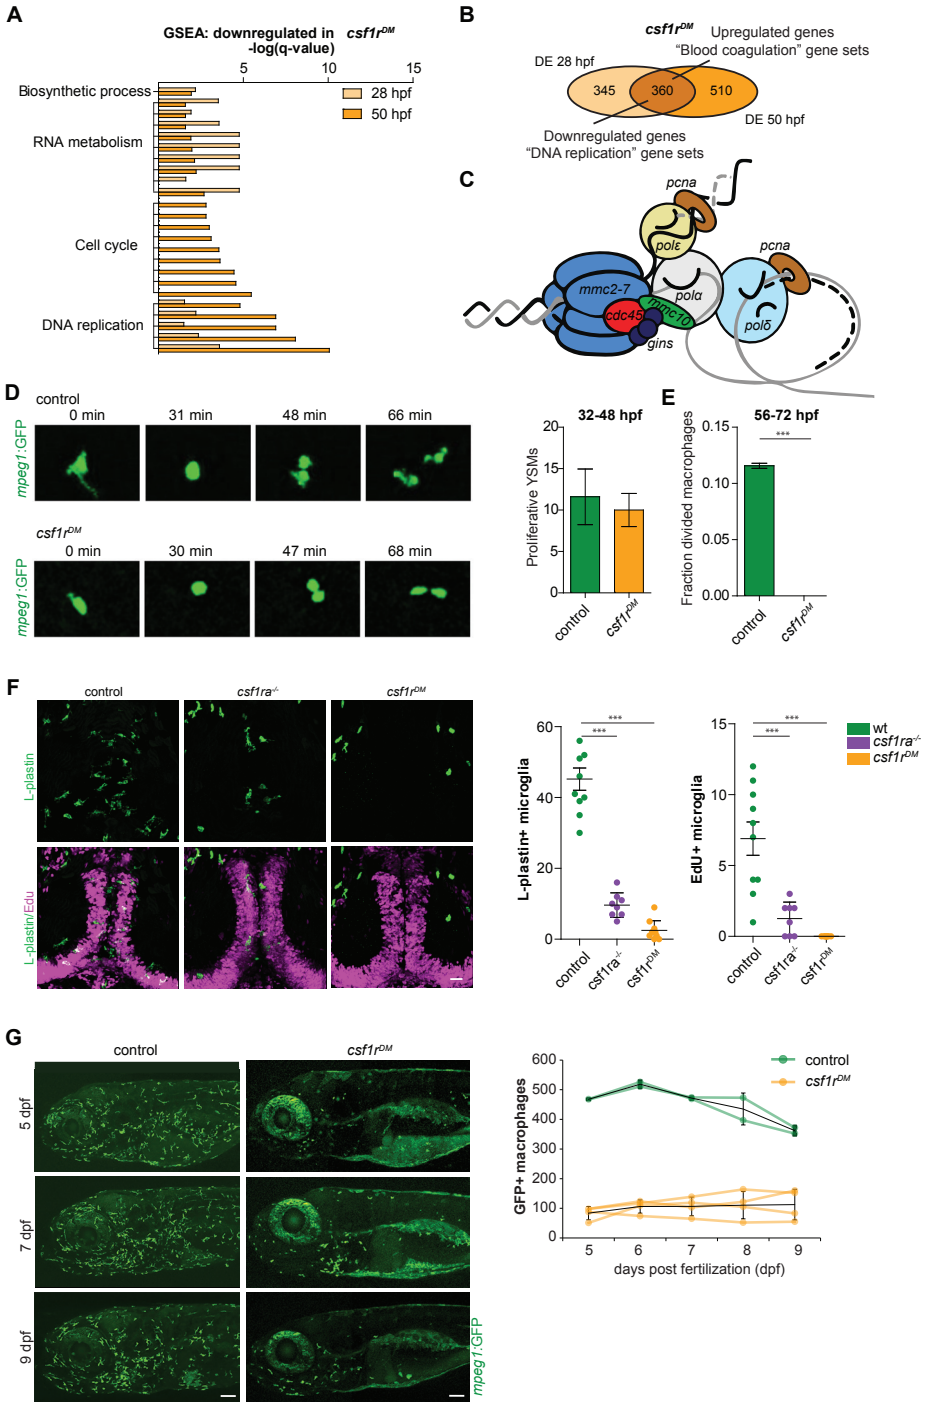 A
GSEA: downregulated in csf1rDM
-log(q-value)
5 10 15
Biosynthetic process
RNA metabolism
Cell cycle
DNA replication
28 hpf
50 hpf
B
csf1rDM
Upregulated genes
“Blood coagulation” gene sets
DE 28 hpf
345 360 510
DE 50 hpf
Downregulated genes
“DNA replication” gene sets
C
pcna
polε
pcna
mmc2-7
polα
mmc10
cdc45
polδ
gins
D
control
0 min 31 min 48 min 66 min
mpeg1:GFP
csf1rDM
0 min 30 min 47 min 68 min
mpeg1:GFP
32-48 hpf
Proliferative YSMs
20
15
10
5
0
control csf1rDM
E
56-72 hpf
***
Fraction divided macrophages
0.15
0.10
0.05
0.00
control csf1rDM
F
control csf1ra-/- csf1rDM
L-plastin
L-plastin/Edu
L-plastin+ microglia
60
40
20
0
***
***
control csf1ra-/- csf1rDM
EdU+ microglia
15
10
5
0
***
***
control csf1ra-/- csf1rDM
wt
csf1ra-/-
csf1rDM
G
control csf1rDM
5 dpf
7 dpf
9 dpf
mpeg1:GFP
GFP+ macrophages
600
500
400
300
200
100
0
5 6 7 8 9
days post fertilization (dpf)
control
csf1rDM